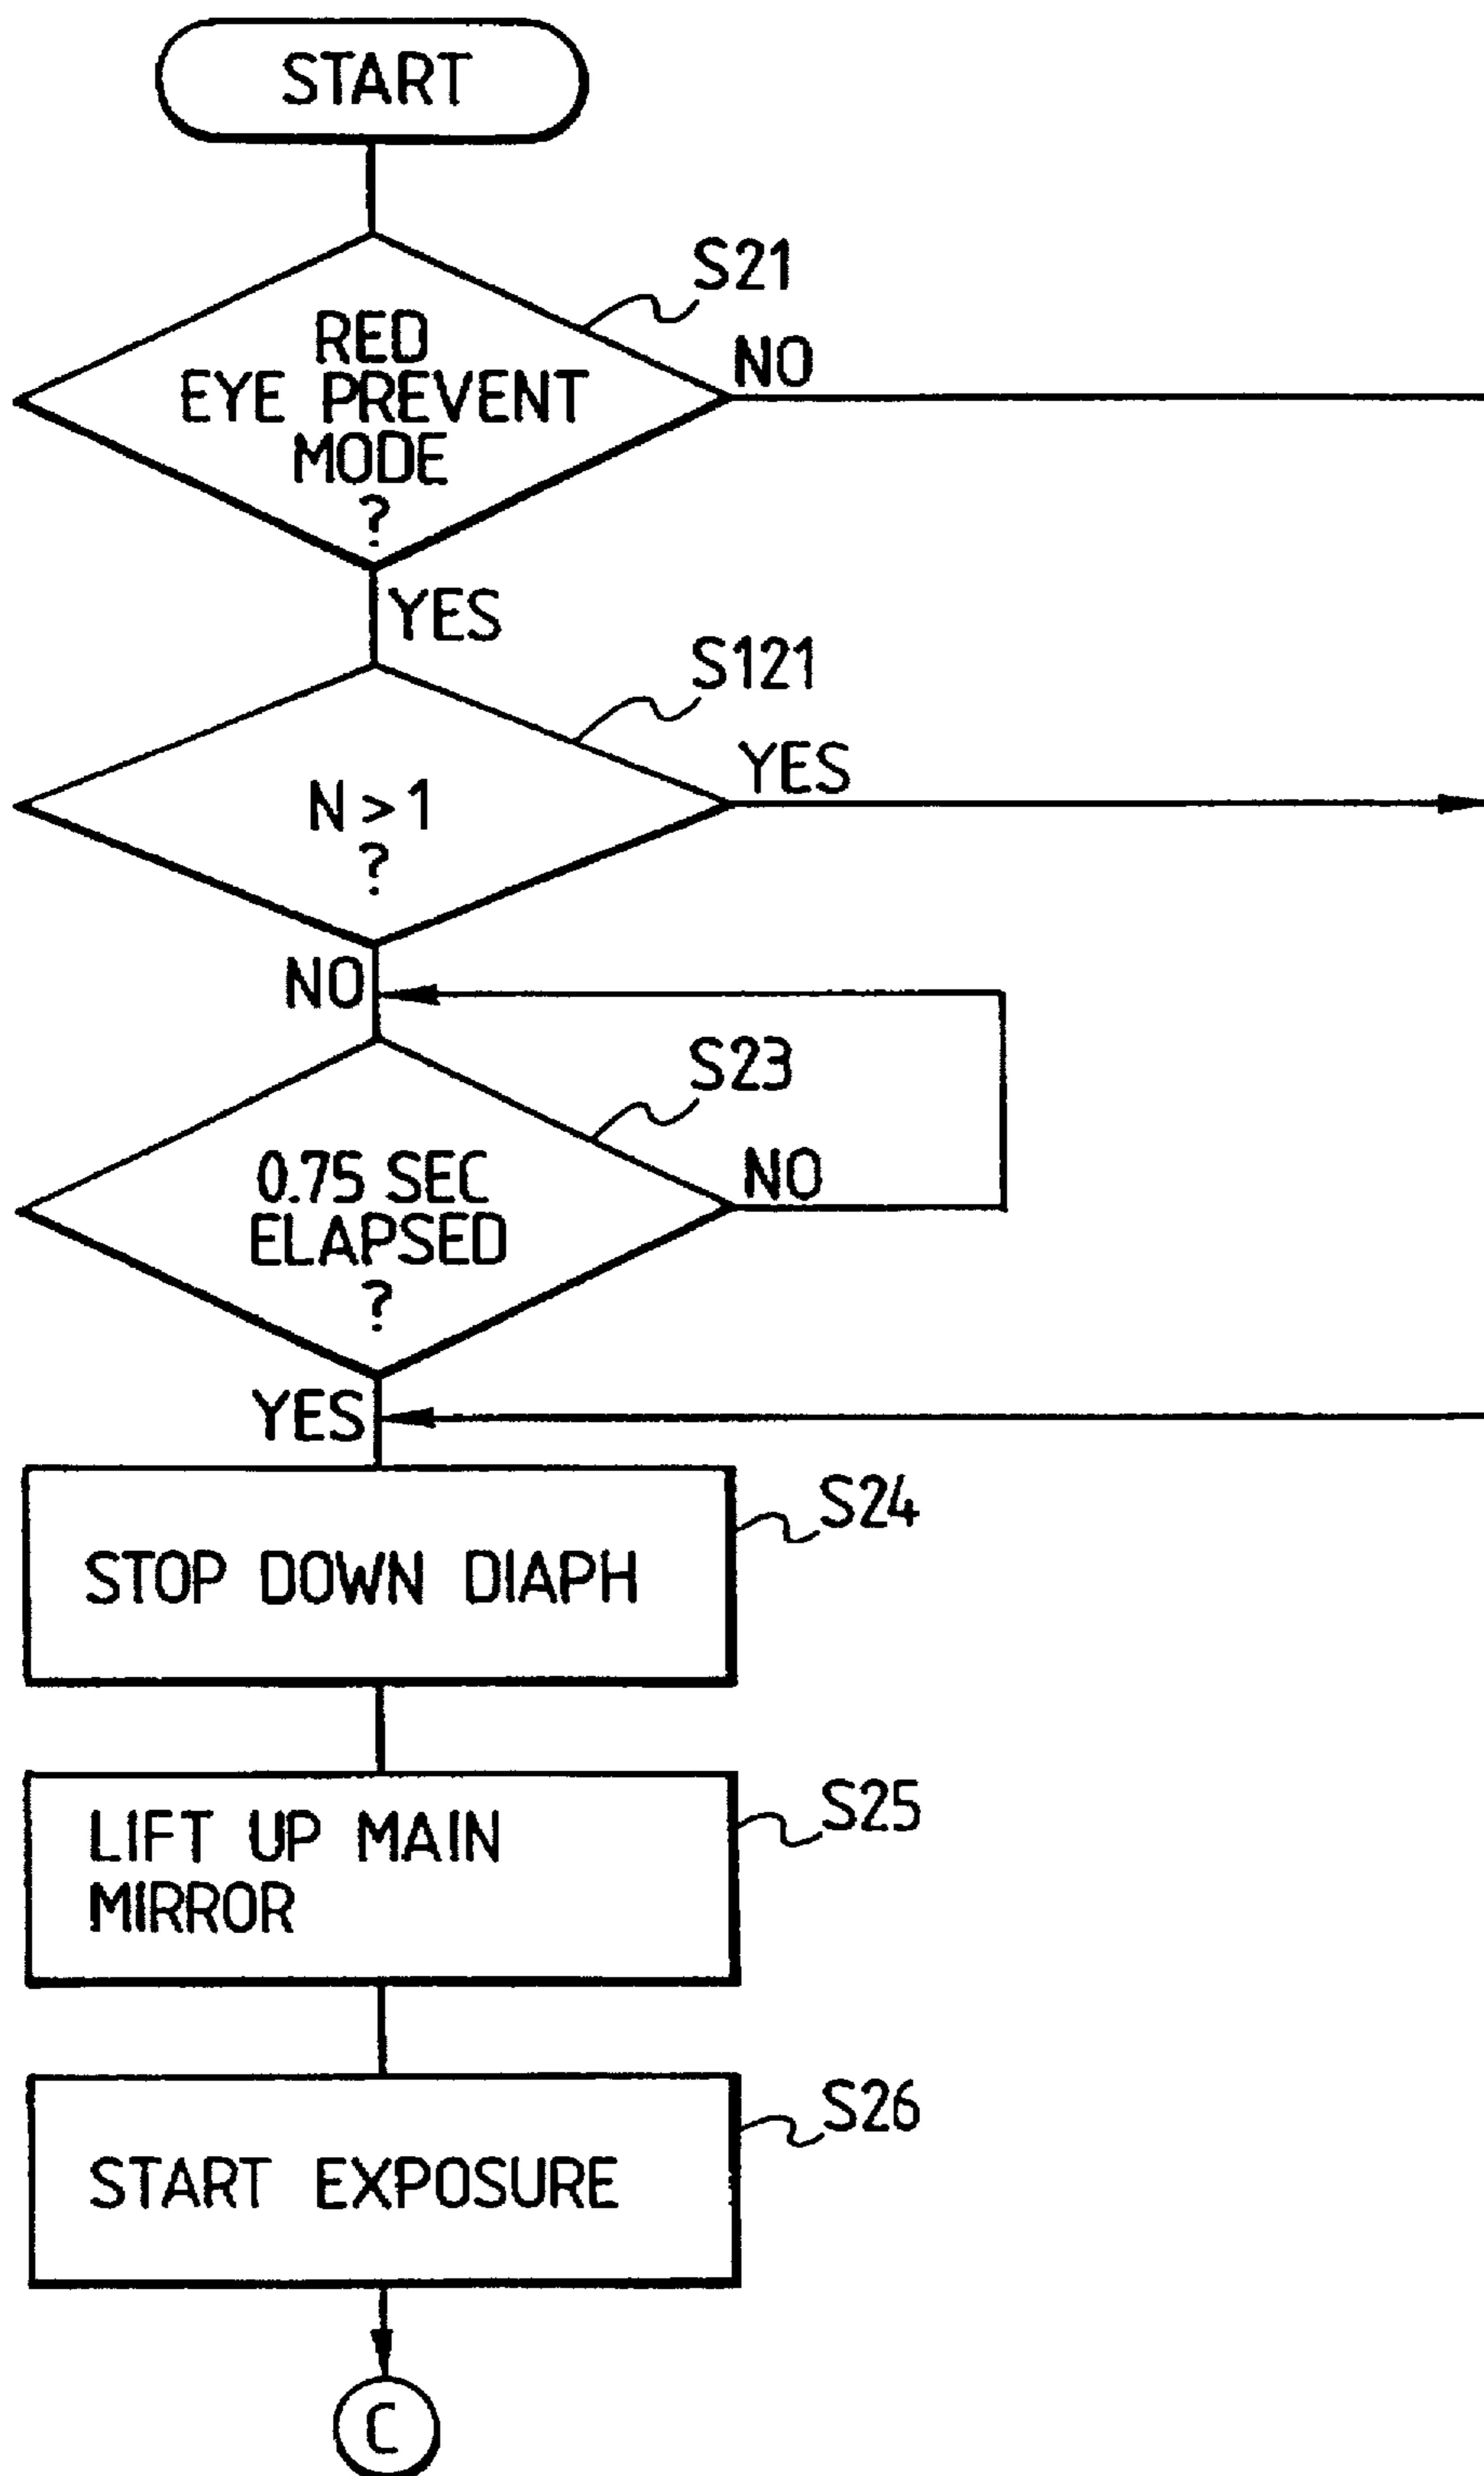 START
S21
RED
EYE PREVENT
MODE
?
NO
YES
S121
N > 1
?
YES
NO
S23
0.75 SEC
ELAPSED
?
NO
YES
S24
STOP DOWN DIAPH
S25
LIFT UP MAIN
MIRROR
S26
START EXPOSURE
C